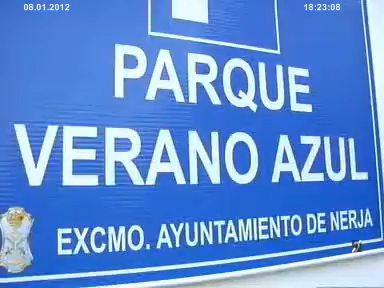 08.01.2012 18:23:08
PARQUE
VERANO AZUL
EXCMO. AYUNTAMIENTO DE NERJA